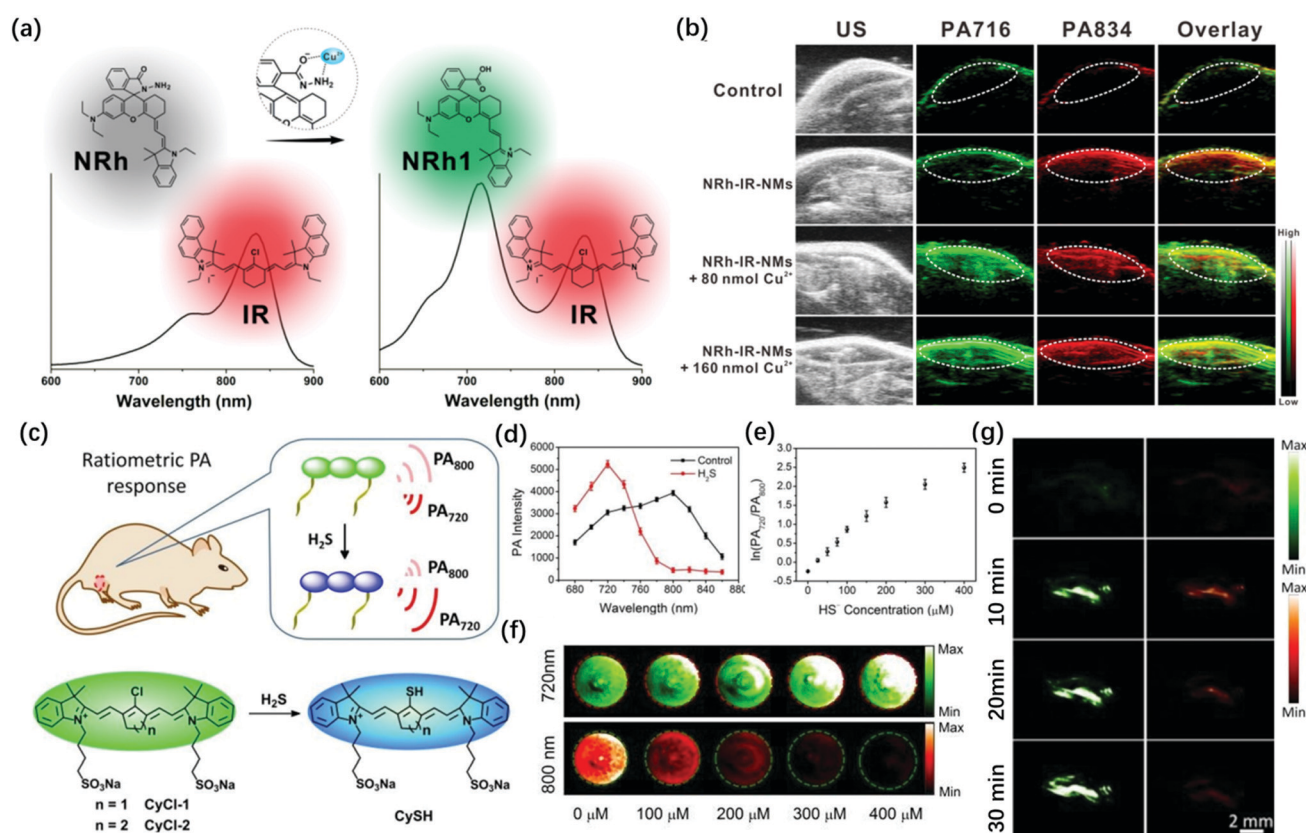 (a)
NRh
Cu²⁺
NRh1
IR
IR
500 600 700 800 900
Wavelength (nm)
500 600 700 800 900
Wavelength (nm)
(b)
US PA716 PA834 Overlay
Control
NRh-IR-NMs
NRh-IR-NMs
+ 80 nmol Cu²⁺
NRh-IR-NMs
+ 160 nmol Cu²⁺
High
Low
(c)
Ratiometric PA
response
PA₈₀₀
PA₇₂₀
H₂S
PA₈₀₀
PA₇₂₀
Cl
n
N⁺
N
SO₃Na
SO₃Na
H₂S
SH
n
N⁺
N
SO₃Na
SO₃Na
n = 1 CyCl-1
n = 2 CyCl-2
CySH
(d)
PA Intensity
6000
5000
4000
3000
2000
1000
0
Control
H₂S
680 720 760 800 840 880
Wavelength (nm)
(e)
ln(PA₇₂₀/PA₈₀₀)
3.0
2.5
2.0
1.5
1.0
0.5
0.0
-0.5
0 100 200 300 400
HS⁻ Concentration (μM)
(f)
720nm
Max
Min
800 nm
Max
Min
0 μM 100 μM 200 μM 300 μM 400 μM
(g)
0 min
10 min
20min
30 min
Max
Min
Max
Min
2 mm